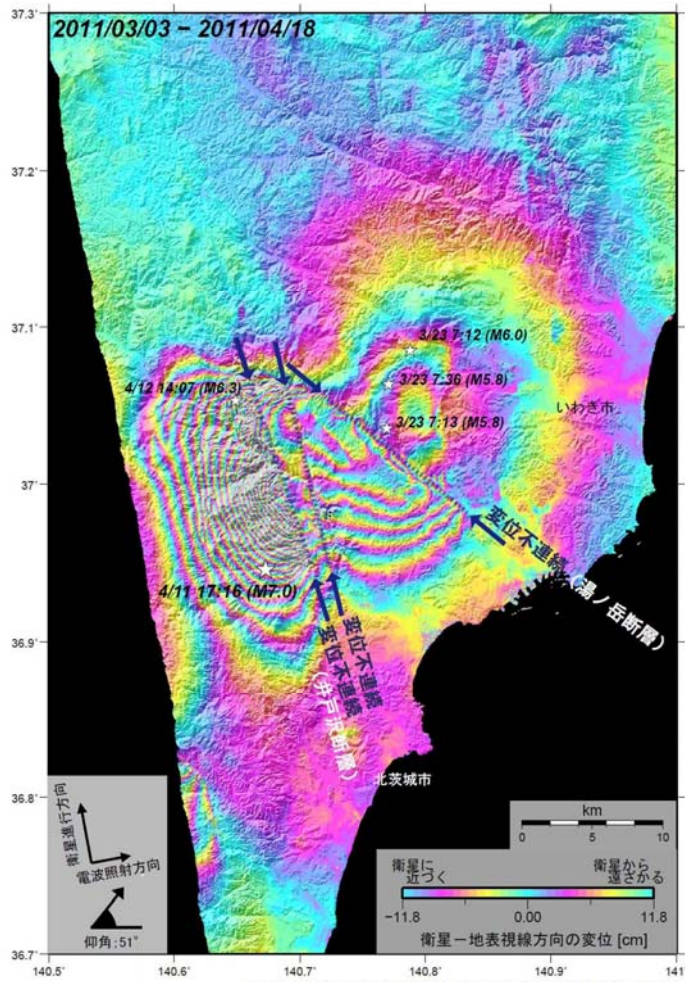 2011/03/03 − 2011/04/18
37.3˚
37.2˚
37.1˚
37˚
36.9˚
36.8˚
36.7˚
3/23 7:12 (M6.0)
4/12 14:07 (M6.3)
3/23 7:36 (M5.8)
いわき市
3/23 7:13 (M5.8)
変位不連続(湯ノ岳断層)
4/11 17:16 (M7.0)
変位不連続
変位不連続
(井戸沢断層)
北茨城市
衛星進行方向
電波照射方向
仰角:51˚
km
0 5 10
衛星に
近づく
衛星から
遠ざかる
−11.8 0.00 11.8
衛星−地表視線方向の変位 [cm]
140.5˚ 140.6˚ 140.7˚ 140.8˚ 140.9˚ 141